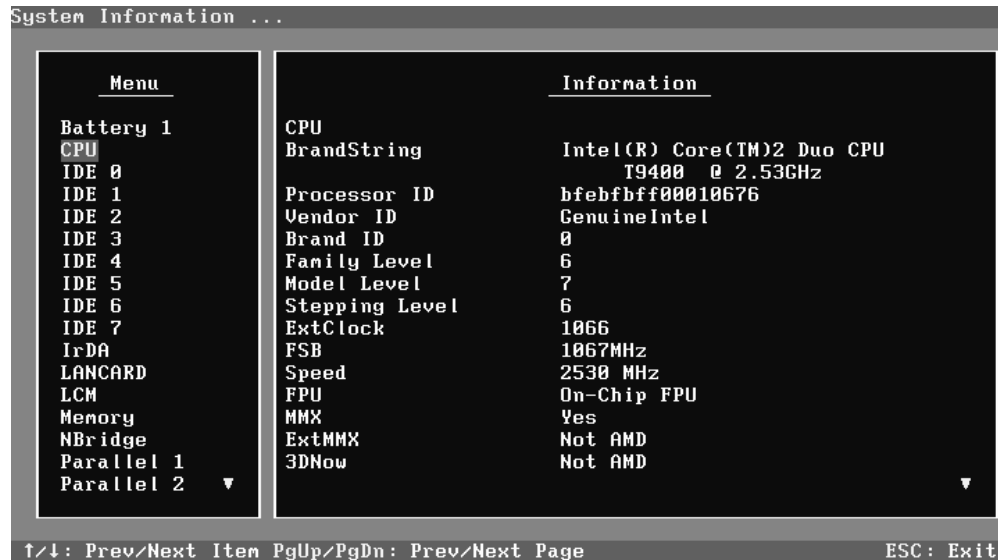 System Information ...
Menu
Battery 1
CPU
IDE 0
IDE 1
IDE 2
IDE 3
IDE 4
IDE 5
IDE 6
IDE 7
IrDA
LANCARD
LCM
Memory
NBridge
Parallel 1
Parallel 2 ▼
Information
CPU
BrandString Intel(R) Core(TM)2 Duo CPU
T9400 @ 2.53GHz
Processor ID bfebfbff00010676
Vendor ID GenuineIntel
Brand ID 0
Family Level 6
Model Level 7
Stepping Level 6
ExtClock 1066
FSB 1067MHz
Speed 2530 MHz
FPU On-Chip FPU
MMX Yes
ExtMMX Not AMD
3DNow Not AMD
▼
↑/↓: Prev/Next Item PgUp/PgDn: Prev/Next Page ESC: Exit